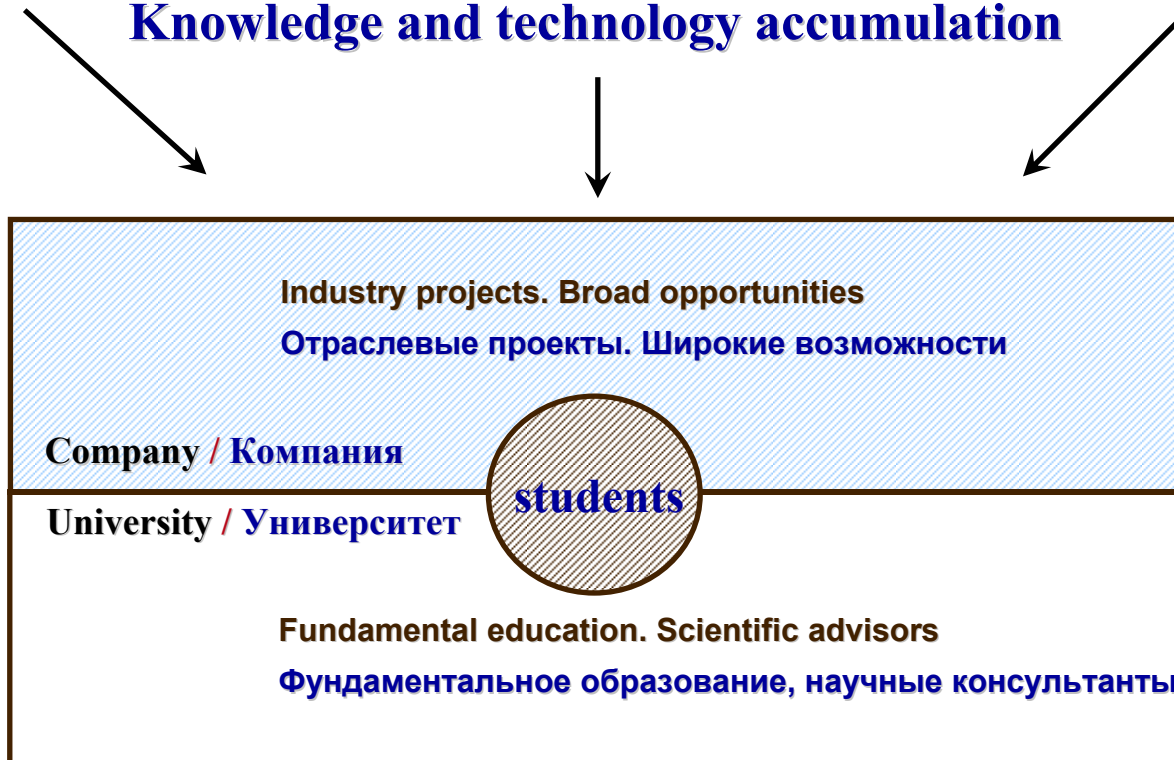 Knowledge and technology accumulation
Industry projects. Broad opportunities
Отраслевые проекты. Широкие возможности
Company / Компания
students
University / Университет
Fundamental education. Scientific advisors
Фундаментальное образование, научные консультанты